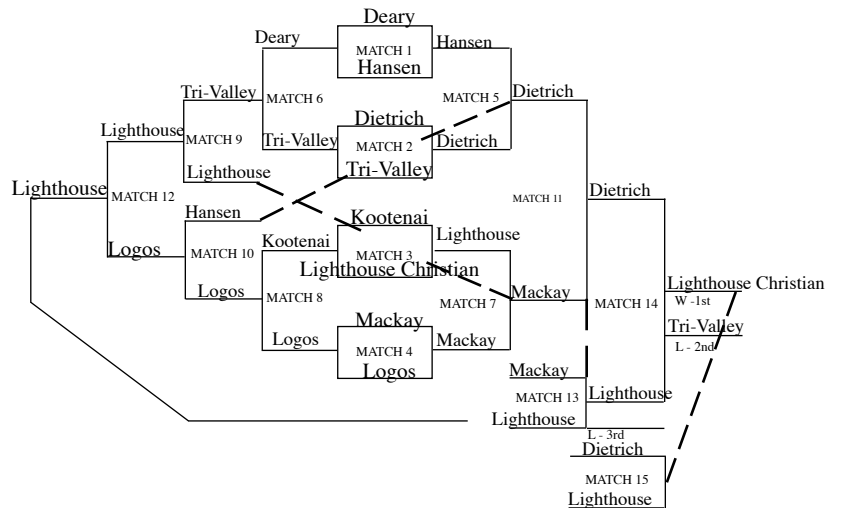 Deary
Deary
MATCH 1
Hansen
Hansen
Tri-Valley
MATCH 6
MATCH 5
Dietrich
Dietrich
Lighthouse
MATCH 9
Tri-Valley
MATCH 2
Dietrich
Tri-Valley
Lighthouse
Lighthouse
MATCH 12
MATCH 11
Dietrich
Hansen
Kootenai
Logos
MATCH 10
Kootenai
MATCH 3
Lighthouse
Lighthouse Christian
Logos
MATCH 8
MATCH 7
Mackay
MATCH 14
Lighthouse Christian
W -1st
Mackay
Tri-Valley
L - 2nd
Logos
MATCH 4
Mackay
Logos
Mackay
MATCH 13
Lighthouse
Lighthouse
L - 3rd
Dietrich
MATCH 15
Lighthouse